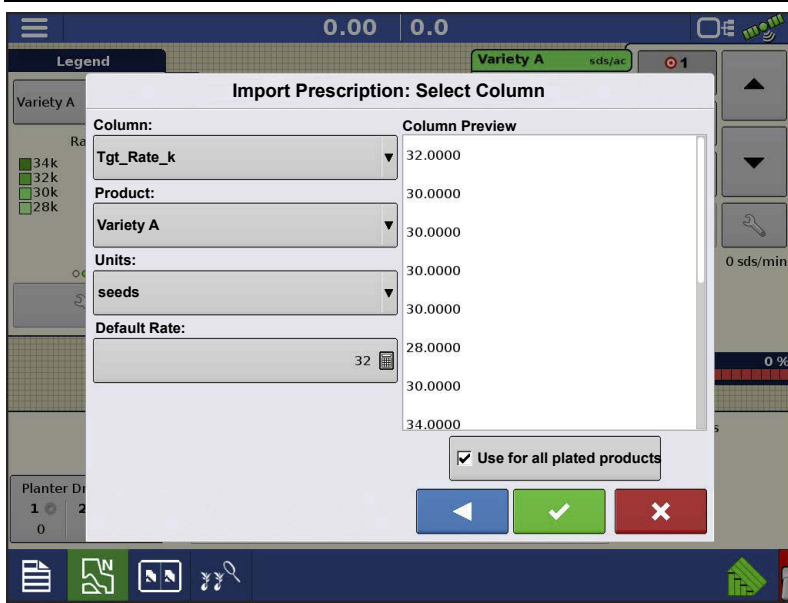 0.00 0.0
Legend
Variety A sds/ac
1
Import Prescription: Select Column
Variety A
Ra
34k
32k
30k
28k
Column:
Tgt_Rate_k
Product:
Variety A
Units:
seeds
Default Rate:
32
Column Preview
32.0000
30.0000
30.0000
30.0000
30.0000
28.0000
30.0000
34.0000
Use for all plated products
0 sds/min
0 %
s
Planter Dr
1 2
0
N